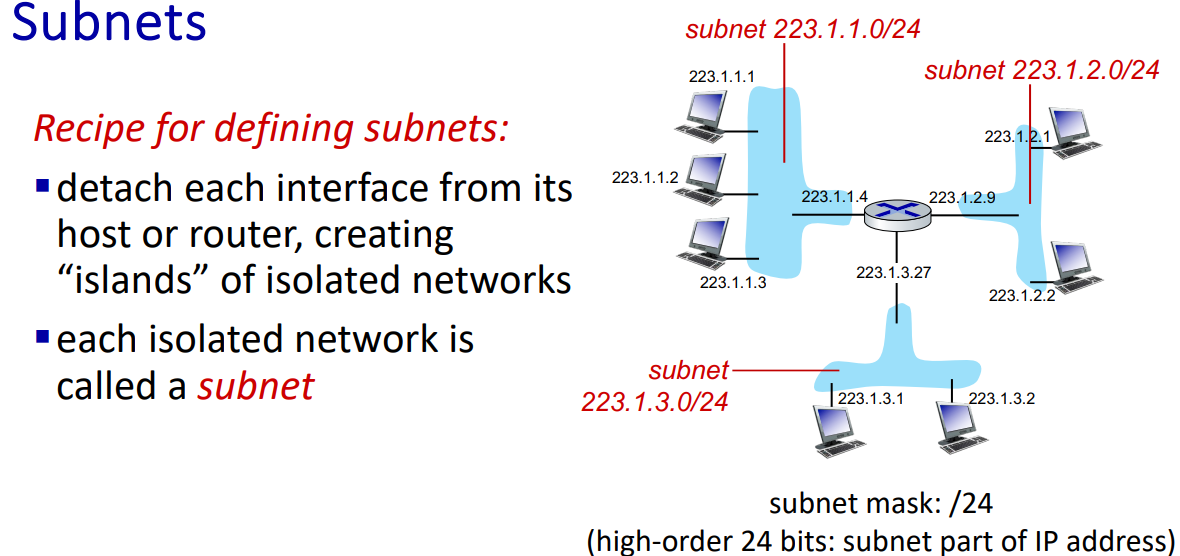 Subnets
Recipe for defining subnets:
▪ detach each interface from its
host or router, creating
“islands” of isolated networks
▪ each isolated network is
called a subnet
subnet 223.1.1.0/24
subnet 223.1.2.0/24
223.1.1.1
223.1.2.1
223.1.1.2
223.1.1.4
223.1.2.9
223.1.1.3
223.1.3.27
223.1.2.2
subnet
223.1.3.0/24
223.1.3.1
223.1.3.2
subnet mask: /24
(high-order 24 bits: subnet part of IP address)